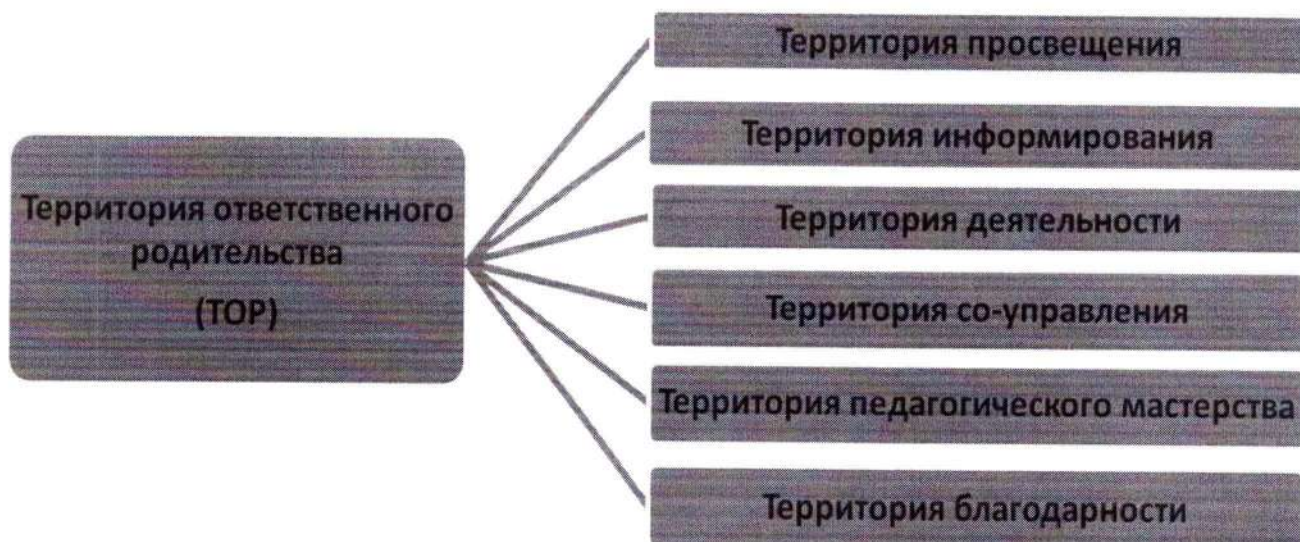 Территория ответственного
родительства
(ТОР)
Территория просвещения
Территория информирования
Территория деятельности
Территория со-управления
Территория педагогического мастерства
Территория благодарности